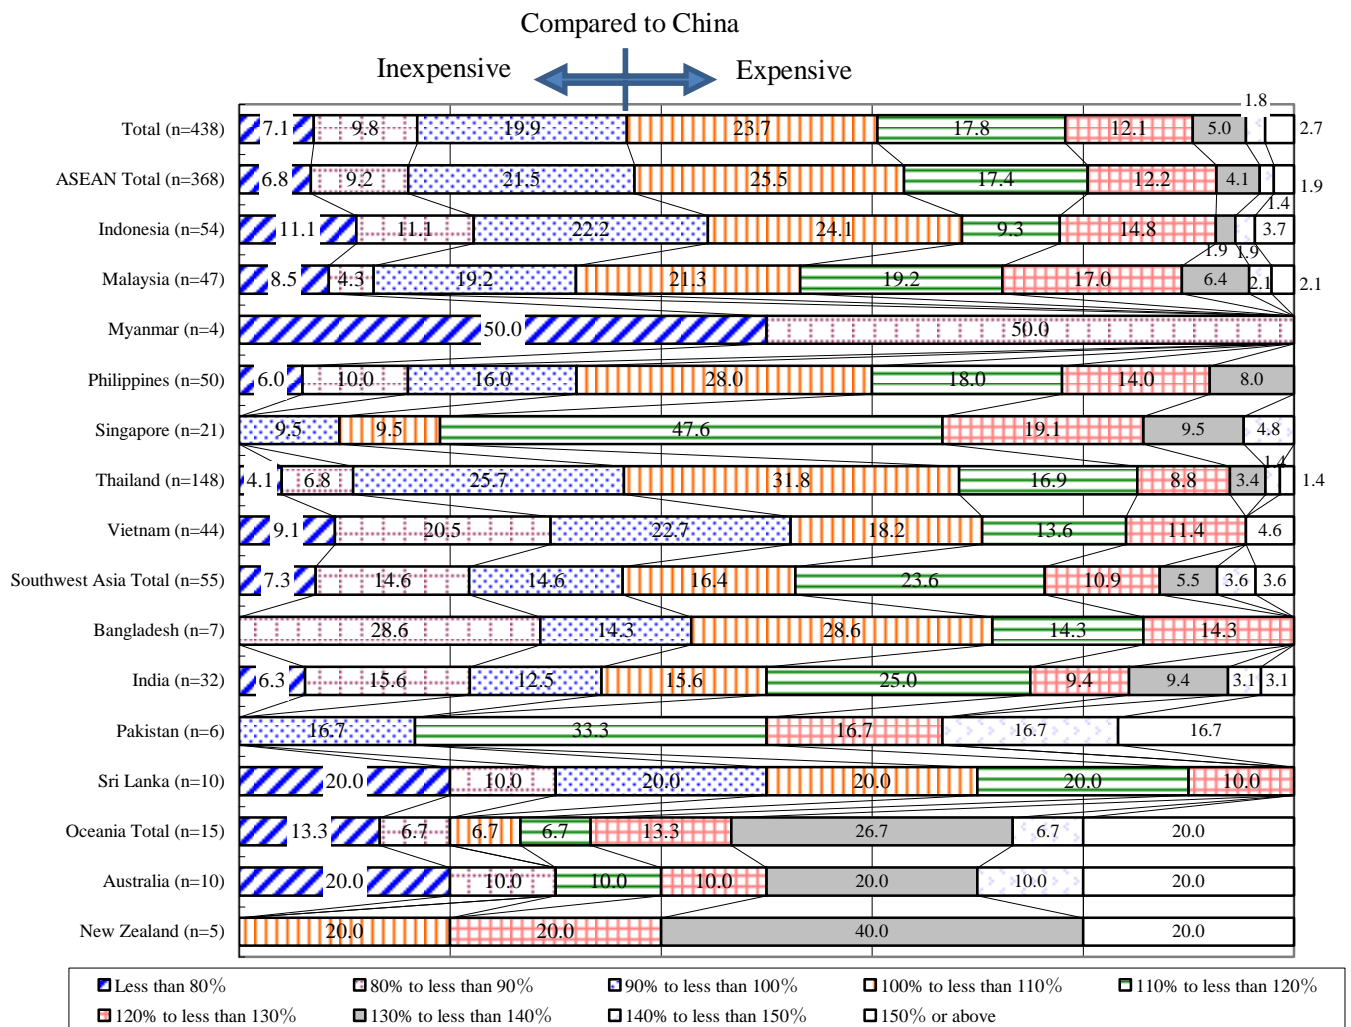 Compared to China
Inexpensive Expensive
1.8
Total (n=438) 7.1 9.8 19.9 23.7 17.8 12.1 5.0 2.7
ASEAN Total (n=368) 6.8 9.2 21.5 25.5 17.4 12.2 4.1 1.9
1.4
Indonesia (n=54) 11.1 11.1 22.2 24.1 9.3 14.8 3.7
1.9 1.9
Malaysia (n=47) 8.5 4.3 19.2 21.3 19.2 17.0 6.4 2.1 2.1
Myanmar (n=4) 50.0 50.0
Philippines (n=50) 6.0 10.0 16.0 28.0 18.0 14.0 8.0
Singapore (n=21) 9.5 9.5 47.6 19.1 9.5 4.8
1.4
Thailand (n=148) 4.1 6.8 25.7 31.8 16.9 8.8 3.4 1.4
Vietnam (n=44) 9.1 20.5 22.7 18.2 13.6 11.4 4.6
Southwest Asia Total (n=55) 7.3 14.6 14.6 16.4 23.6 10.9 5.5 3.6 3.6
Bangladesh (n=7) 28.6 14.3 28.6 14.3 14.3
India (n=32) 6.3 15.6 12.5 15.6 25.0 9.4 9.4 3.1 3.1
Pakistan (n=6) 16.7 33.3 16.7 16.7 16.7
Sri Lanka (n=10) 20.0 10.0 20.0 20.0 20.0 10.0
Oceania Total (n=15) 13.3 6.7 6.7 6.7 13.3 26.7 6.7 20.0
Australia (n=10) 20.0 10.0 10.0 10.0 20.0 10.0 20.0
New Zealand (n=5) 20.0 20.0 40.0 20.0
Less than 80% 80% to less than 90% 90% to less than 100% 100% to less than 110% 110% to less than 120%
120% to less than 130% 130% to less than 140% 140% to less than 150% 150% or above